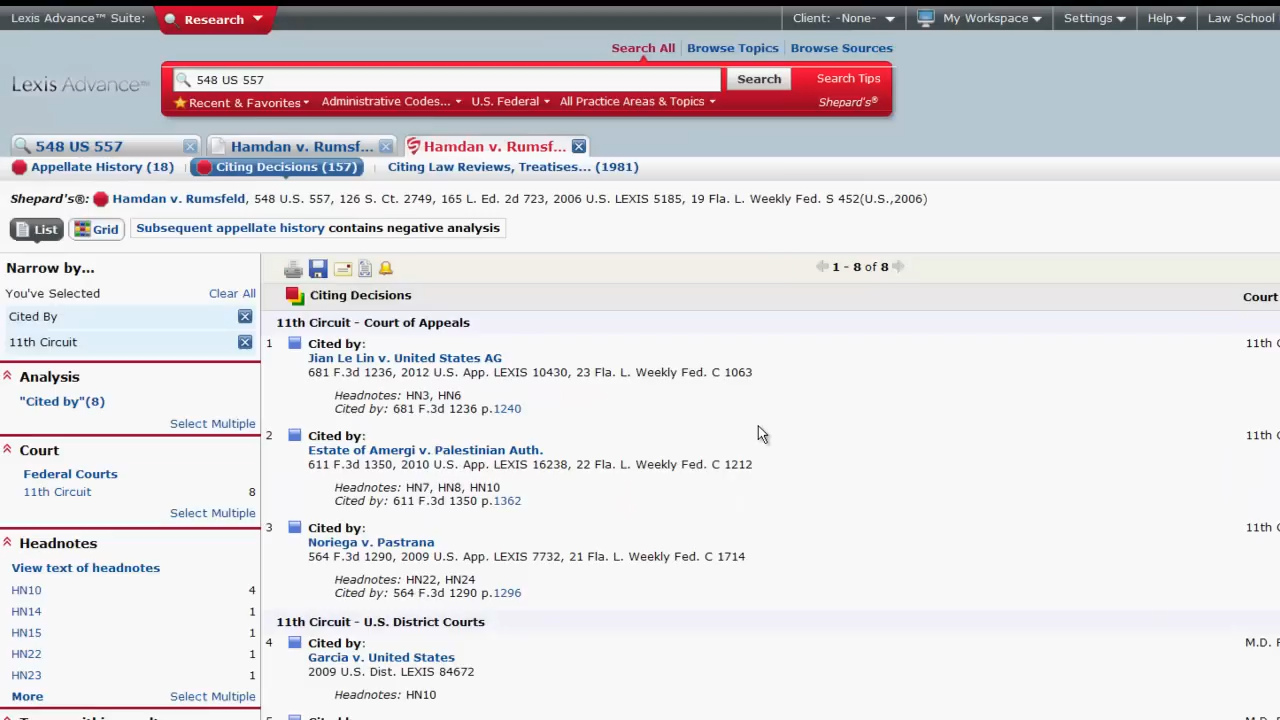 Lexis Advance™ Suite: Research Client: -None- My Workspace Settings Help Law School
Search All Browse Topics Browse Sources
Lexis Advance™ 548 US 557 Search Search Tips
Recent & Favorites Administrative Codes... U.S. Federal All Practice Areas & Topics Shepard's®
548 US 557 Hamdan v. Rumsf... Hamdan v. Rumsf...
Appellate History (18) Citing Decisions (157) Citing Law Reviews, Treatises... (1981)
Shepard's®: Hamdan v. Rumsfeld, 548 U.S. 557, 126 S. Ct. 2749, 165 L. Ed. 2d 723, 2006 U.S. LEXIS 5185, 19 Fla. L. Weekly Fed. S 452(U.S.,2006)
List Grid Subsequent appellate history contains negative analysis
Narrow by...
1 - 8 of 8
You've Selected Clear All
Citing Decisions Court
Cited By
11th Circuit - Court of Appeals
11th Circuit
1 Cited by: 11th C
Jian Le Lin v. United States AG
681 F.3d 1236, 2012 U.S. App. LEXIS 10430, 23 Fla. L. Weekly Fed. C 1063
Analysis
Headnotes: HN3, HN6
"Cited by"(8)
Cited by: 681 F.3d 1236 p.1240
Select Multiple
2 Cited by: 11th C
Court
Estate of Amergi v. Palestinian Auth.
611 F.3d 1350, 2010 U.S. App. LEXIS 16238, 22 Fla. L. Weekly Fed. C 1212
Federal Courts
Headnotes: HN7, HN8, HN10
11th Circuit 8
Cited by: 611 F.3d 1350 p.1362
Select Multiple
3 Cited by: 11th C
Headnotes
Noriega v. Pastrana
564 F.3d 1290, 2009 U.S. App. LEXIS 7732, 21 Fla. L. Weekly Fed. C 1714
View text of headnotes
Headnotes: HN22, HN24
HN10 4
Cited by: 564 F.3d 1290 p.1296
HN14 1
11th Circuit - U.S. District Courts
HN15 1
4 Cited by: M.D. F
HN22 1
Garcia v. United States
2009 U.S. Dist. LEXIS 84672
HN23 1
Headnotes: HN10
More Select Multiple